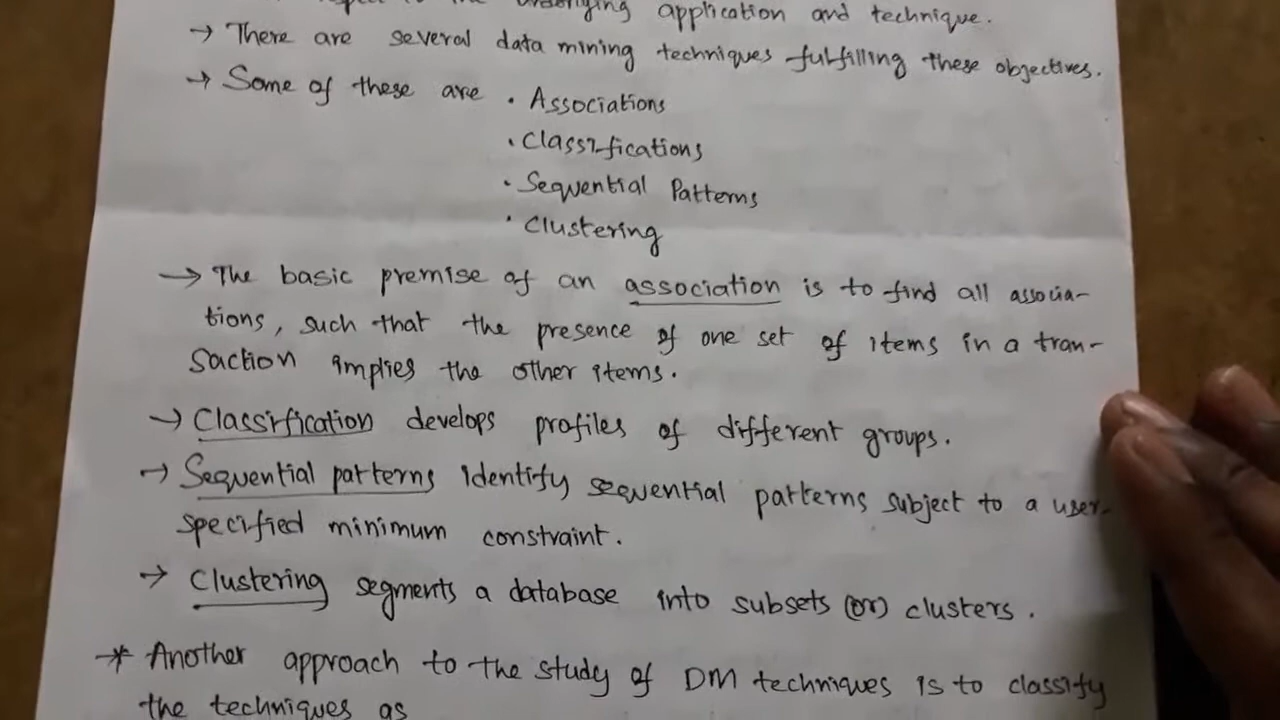 to the underlying application and technique.
→ There are several data mining techniques fulfilling these objectives.
→ Some of these are • Associations
• Classifications
• Sequential Patterns
• Clustering
→ The basic premise of an association is to find all associa-
tions, such that the presence of one set of items in a tran-
saction implies the other items.
→ Classification develops profiles of different groups.
→ Sequential patterns identify sequential patterns subject to a user-
specified minimum constraint.
→ Clustering segments a database into subsets (or) clusters.
* Another approach to the study of DM techniques is to classify
the techniques as